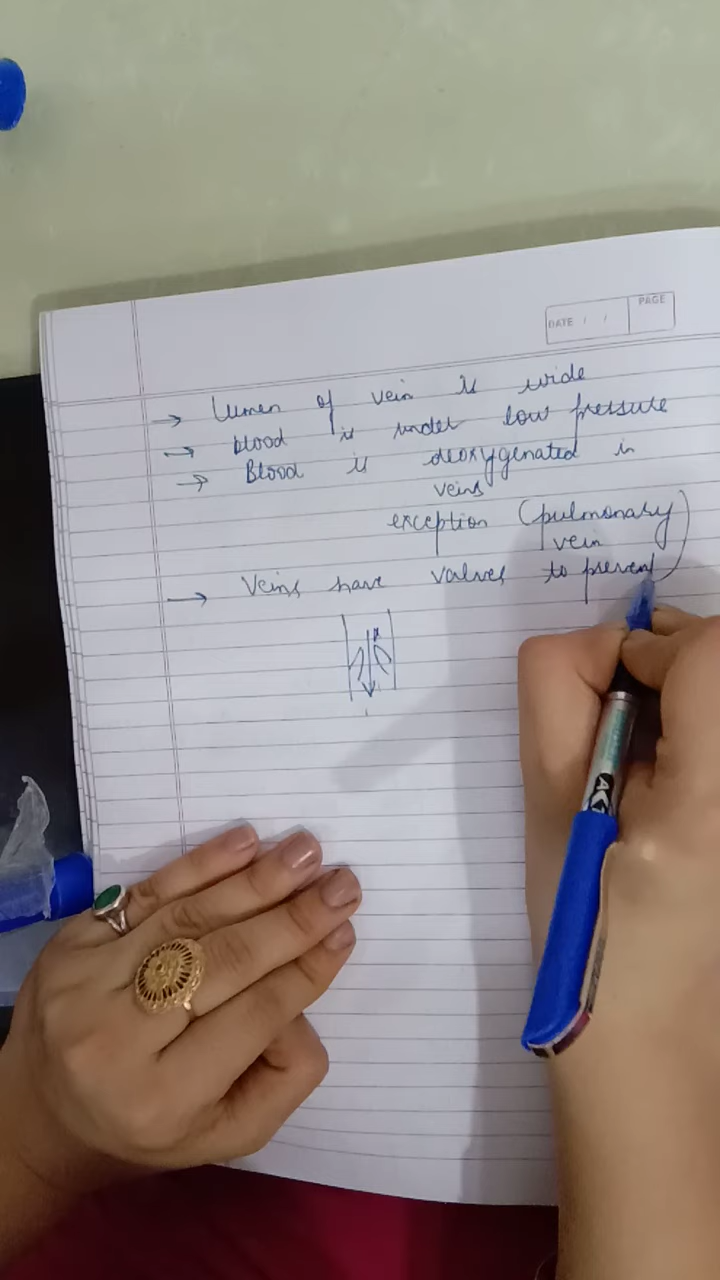 DATE / /
PAGE
→ lumen of vein is wide
→ blood is under low pressure
→ Blood is deoxygenated in
veins
exception (pulmonary
vein)
→ Veins have valves to prevent